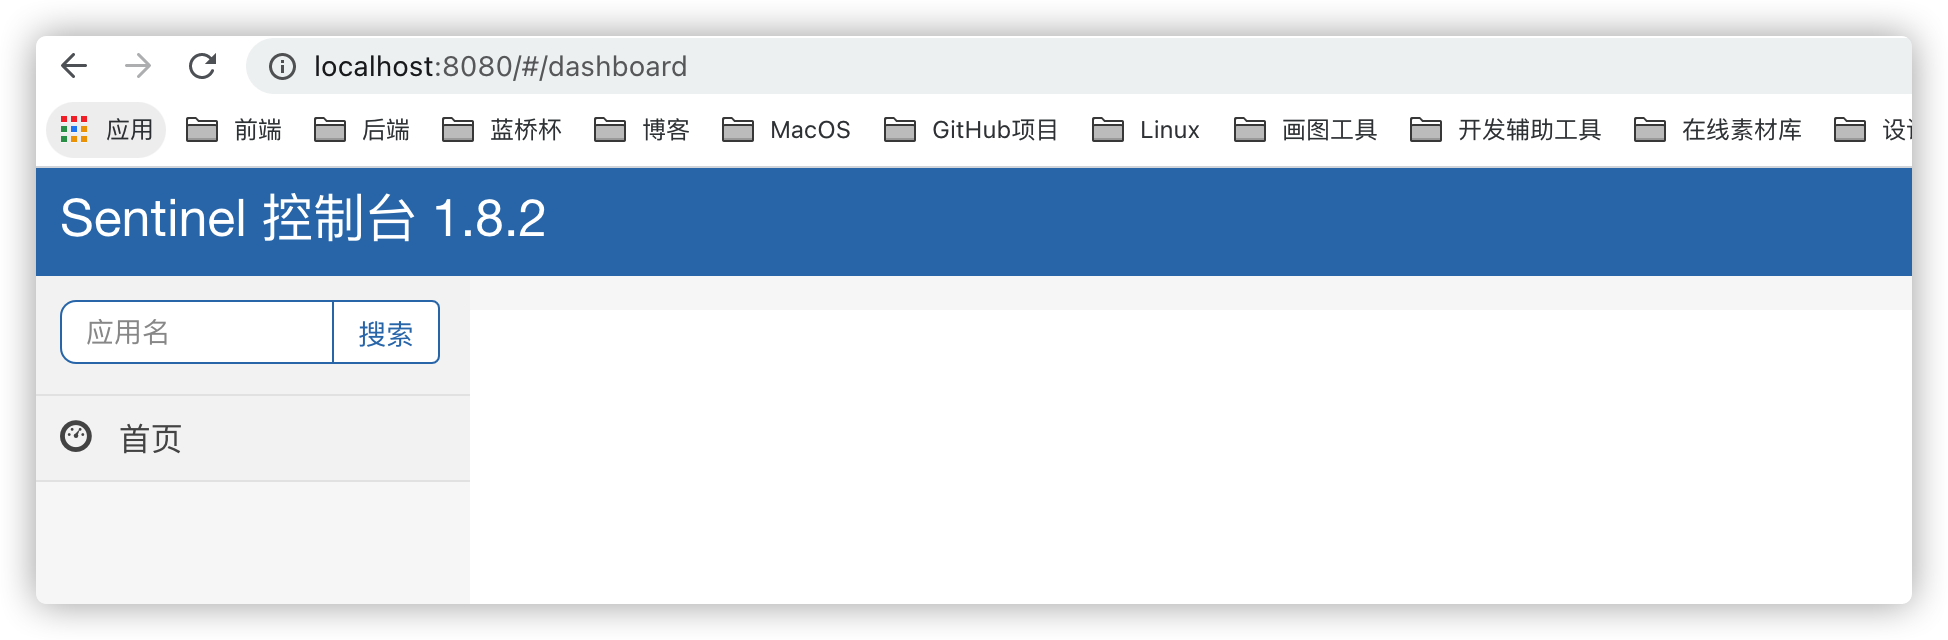 localhost:8080/#/dashboard
应用 前端 后端 蓝桥杯 博客 MacOS GitHub项目 Linux 画图工具 开发辅助工具 在线素材库 设
Sentinel 控制台 1.8.2
应用名 搜索
首页